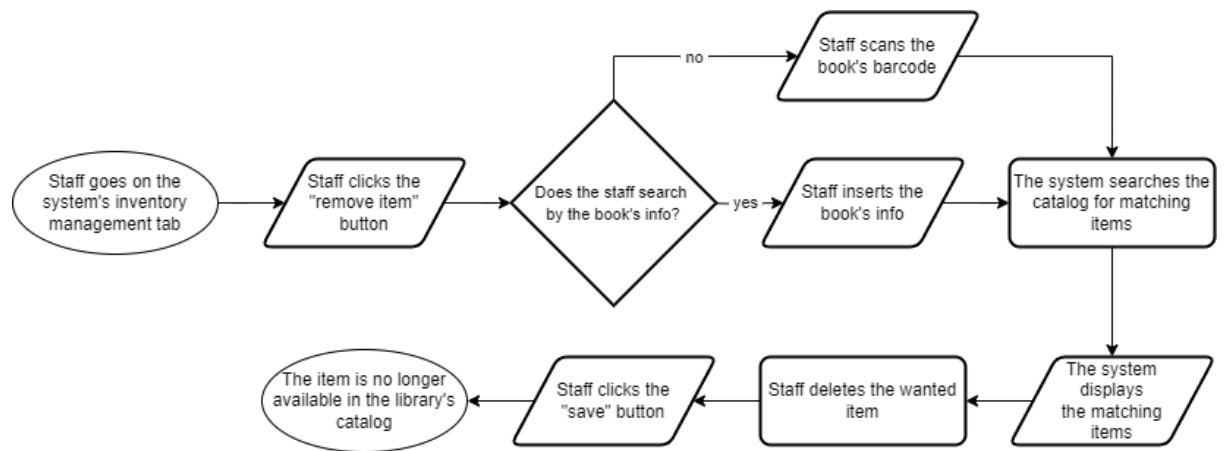 Staff scans the
book's barcode
no
Staff goes on the
system's inventory
management tab
Staff clicks the
"remove item"
button
Does the staff search
by the book's info?
yes
Staff inserts the
book's info
The system searches the
catalog for matching
items
The item is no longer
available in the library's
catalog
Staff clicks the
"save" button
Staff deletes the wanted
item
The system
displays
the matching
items